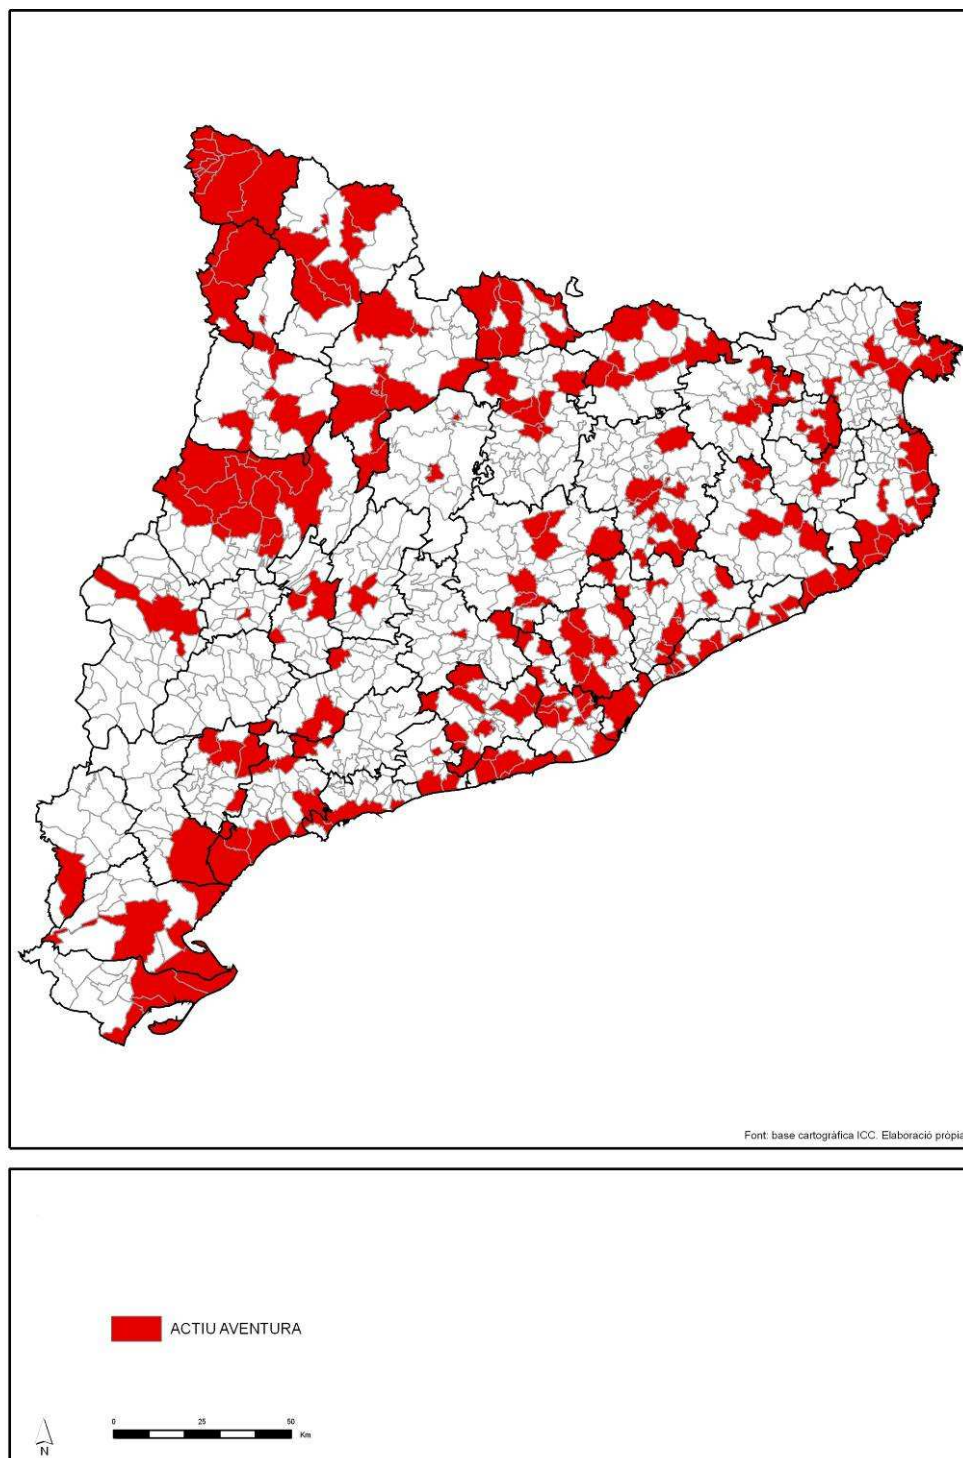 Font: base cartogràfica ICC. Elaboració pròpia
ACTIU AVENTURA
0 25 50
Km
N